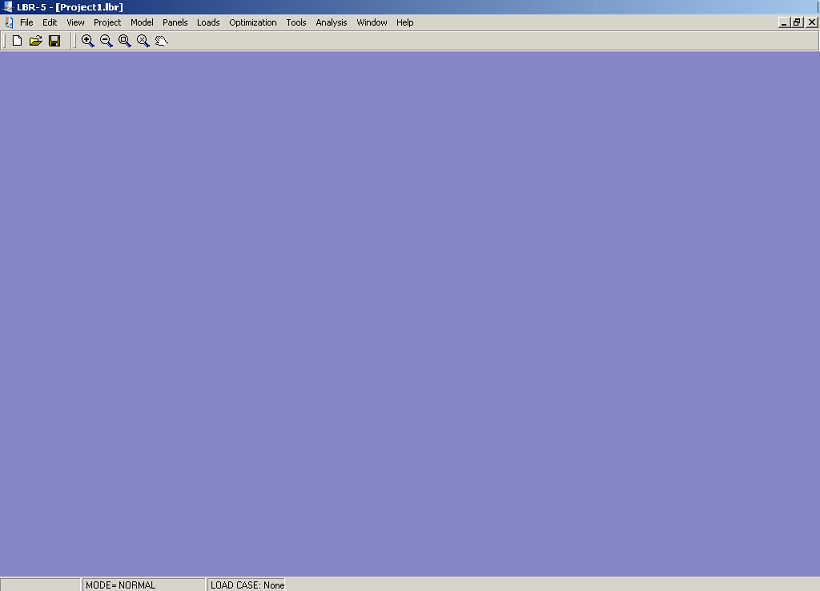 LBR-5 - [Project1.lbr]
File Edit View Project Model Panels Loads Optimization Tools Analysis Window Help
MODE= NORMAL LOAD CASE: None